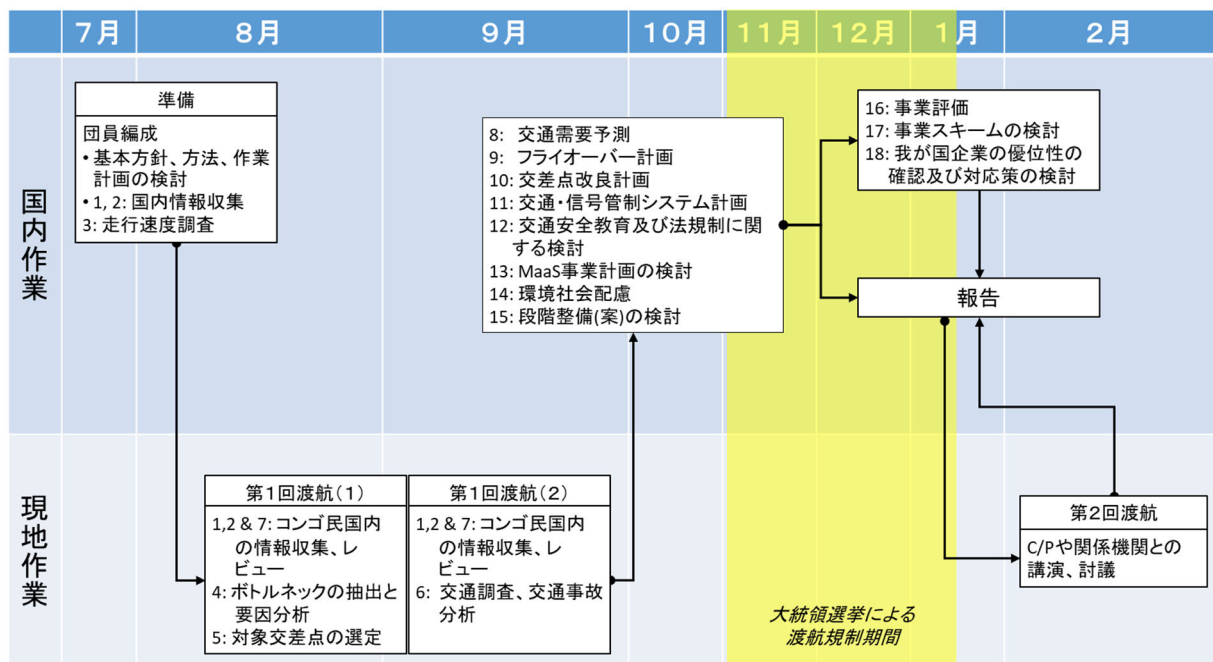 7月 8月 9月 10月 11月 12月 1月 2月
国内作業
準備
団員編成
•基本方針、方法、作業
計画の検討
•1, 2: 国内情報収集
3: 走行速度調査
8: 交通需要予測
9: フライオーバー計画
10: 交差点改良計画
11: 交通・信号管制システム計画
12: 交通安全教育及び法規制に関
する検討
13: MaaS事業計画の検討
14: 環境社会配慮
15: 段階整備(案)の検討
16: 事業評価
17: 事業スキームの検討
18: 我が国企業の優位性の
確認及び対応策の検討
報告
現地作業
第1回渡航(1)
1,2 & 7: コンゴ民国内
の情報収集、レ
ビュー
4: ボトルネックの抽出と
要因分析
5: 対象交差点の選定
第1回渡航(2)
1,2 & 7: コンゴ民国内
の情報収集、レ
ビュー
6: 交通調査、交通事故
分析
大統領選挙による
渡航規制期間
第2回渡航
C/Pや関係機関との
講演、討議